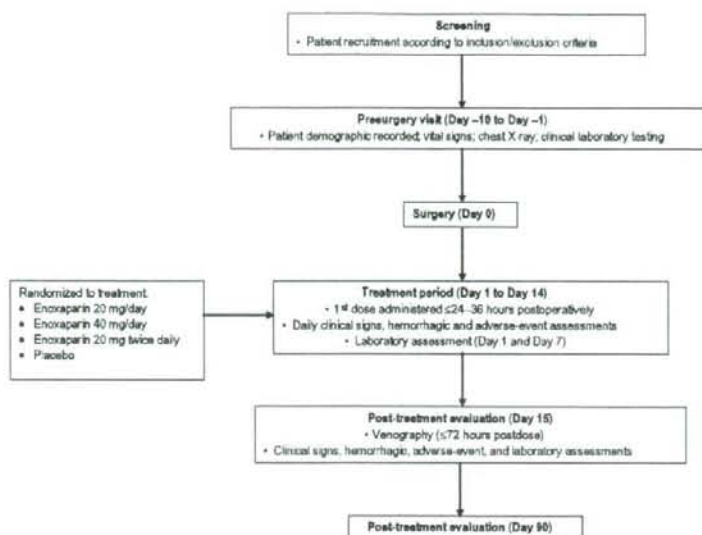 Screening
• Patient recruitment according to inclusion/exclusion criteria
Presurgery visit (Day –10 to Day –1)
• Patient demographic recorded; vital signs; chest X ray; clinical laboratory testing
Surgery (Day 0)
Randomized to treatment:
• Enoxaparin 20 mg/day
• Enoxaparin 40 mg/day
• Enoxaparin 20 mg twice daily
• Placebo
Treatment period (Day 1 to Day 14)
• 1st dose administered ≤24–36 hours postoperatively
• Daily clinical signs, hemorrhagic and adverse-event assessments
• Laboratory assessment (Day 1 and Day 7)
Post-treatment evaluation (Day 15)
• Venography (≤72 hours postdose)
• Clinical signs, hemorrhagic, adverse-event, and laboratory assessments
Post-treatment evaluation (Day 90)